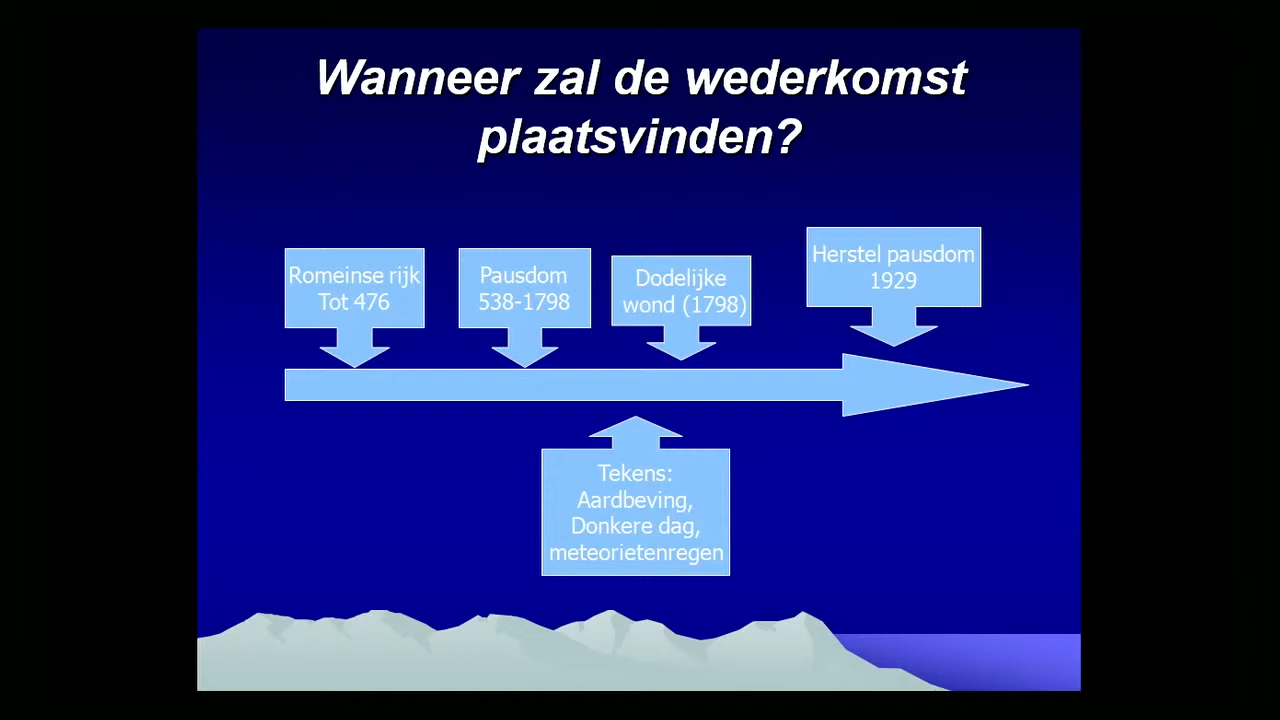 Wanneer zal de wederkomst
plaatsvinden?
Romeinse rijk
Tot 476
Pausdom
538-1798
Dodelijke
wond (1798)
Herstel pausdom
1929
Tekens:
Aardbeving,
Donkere dag,
meteorietenregen